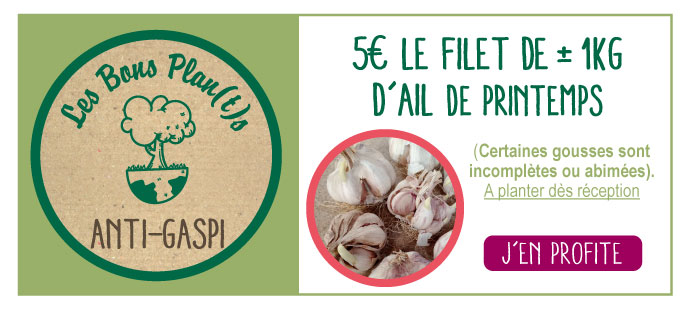 Les Bons Plan(t)s
ANTI-GASPI
5€ LE FILET DE ± 1KG
D'AIL DE PRINTEMPS
(Certaines gousses sont
incomplètes ou abimées).
A planter dès réception
J'EN PROFITE